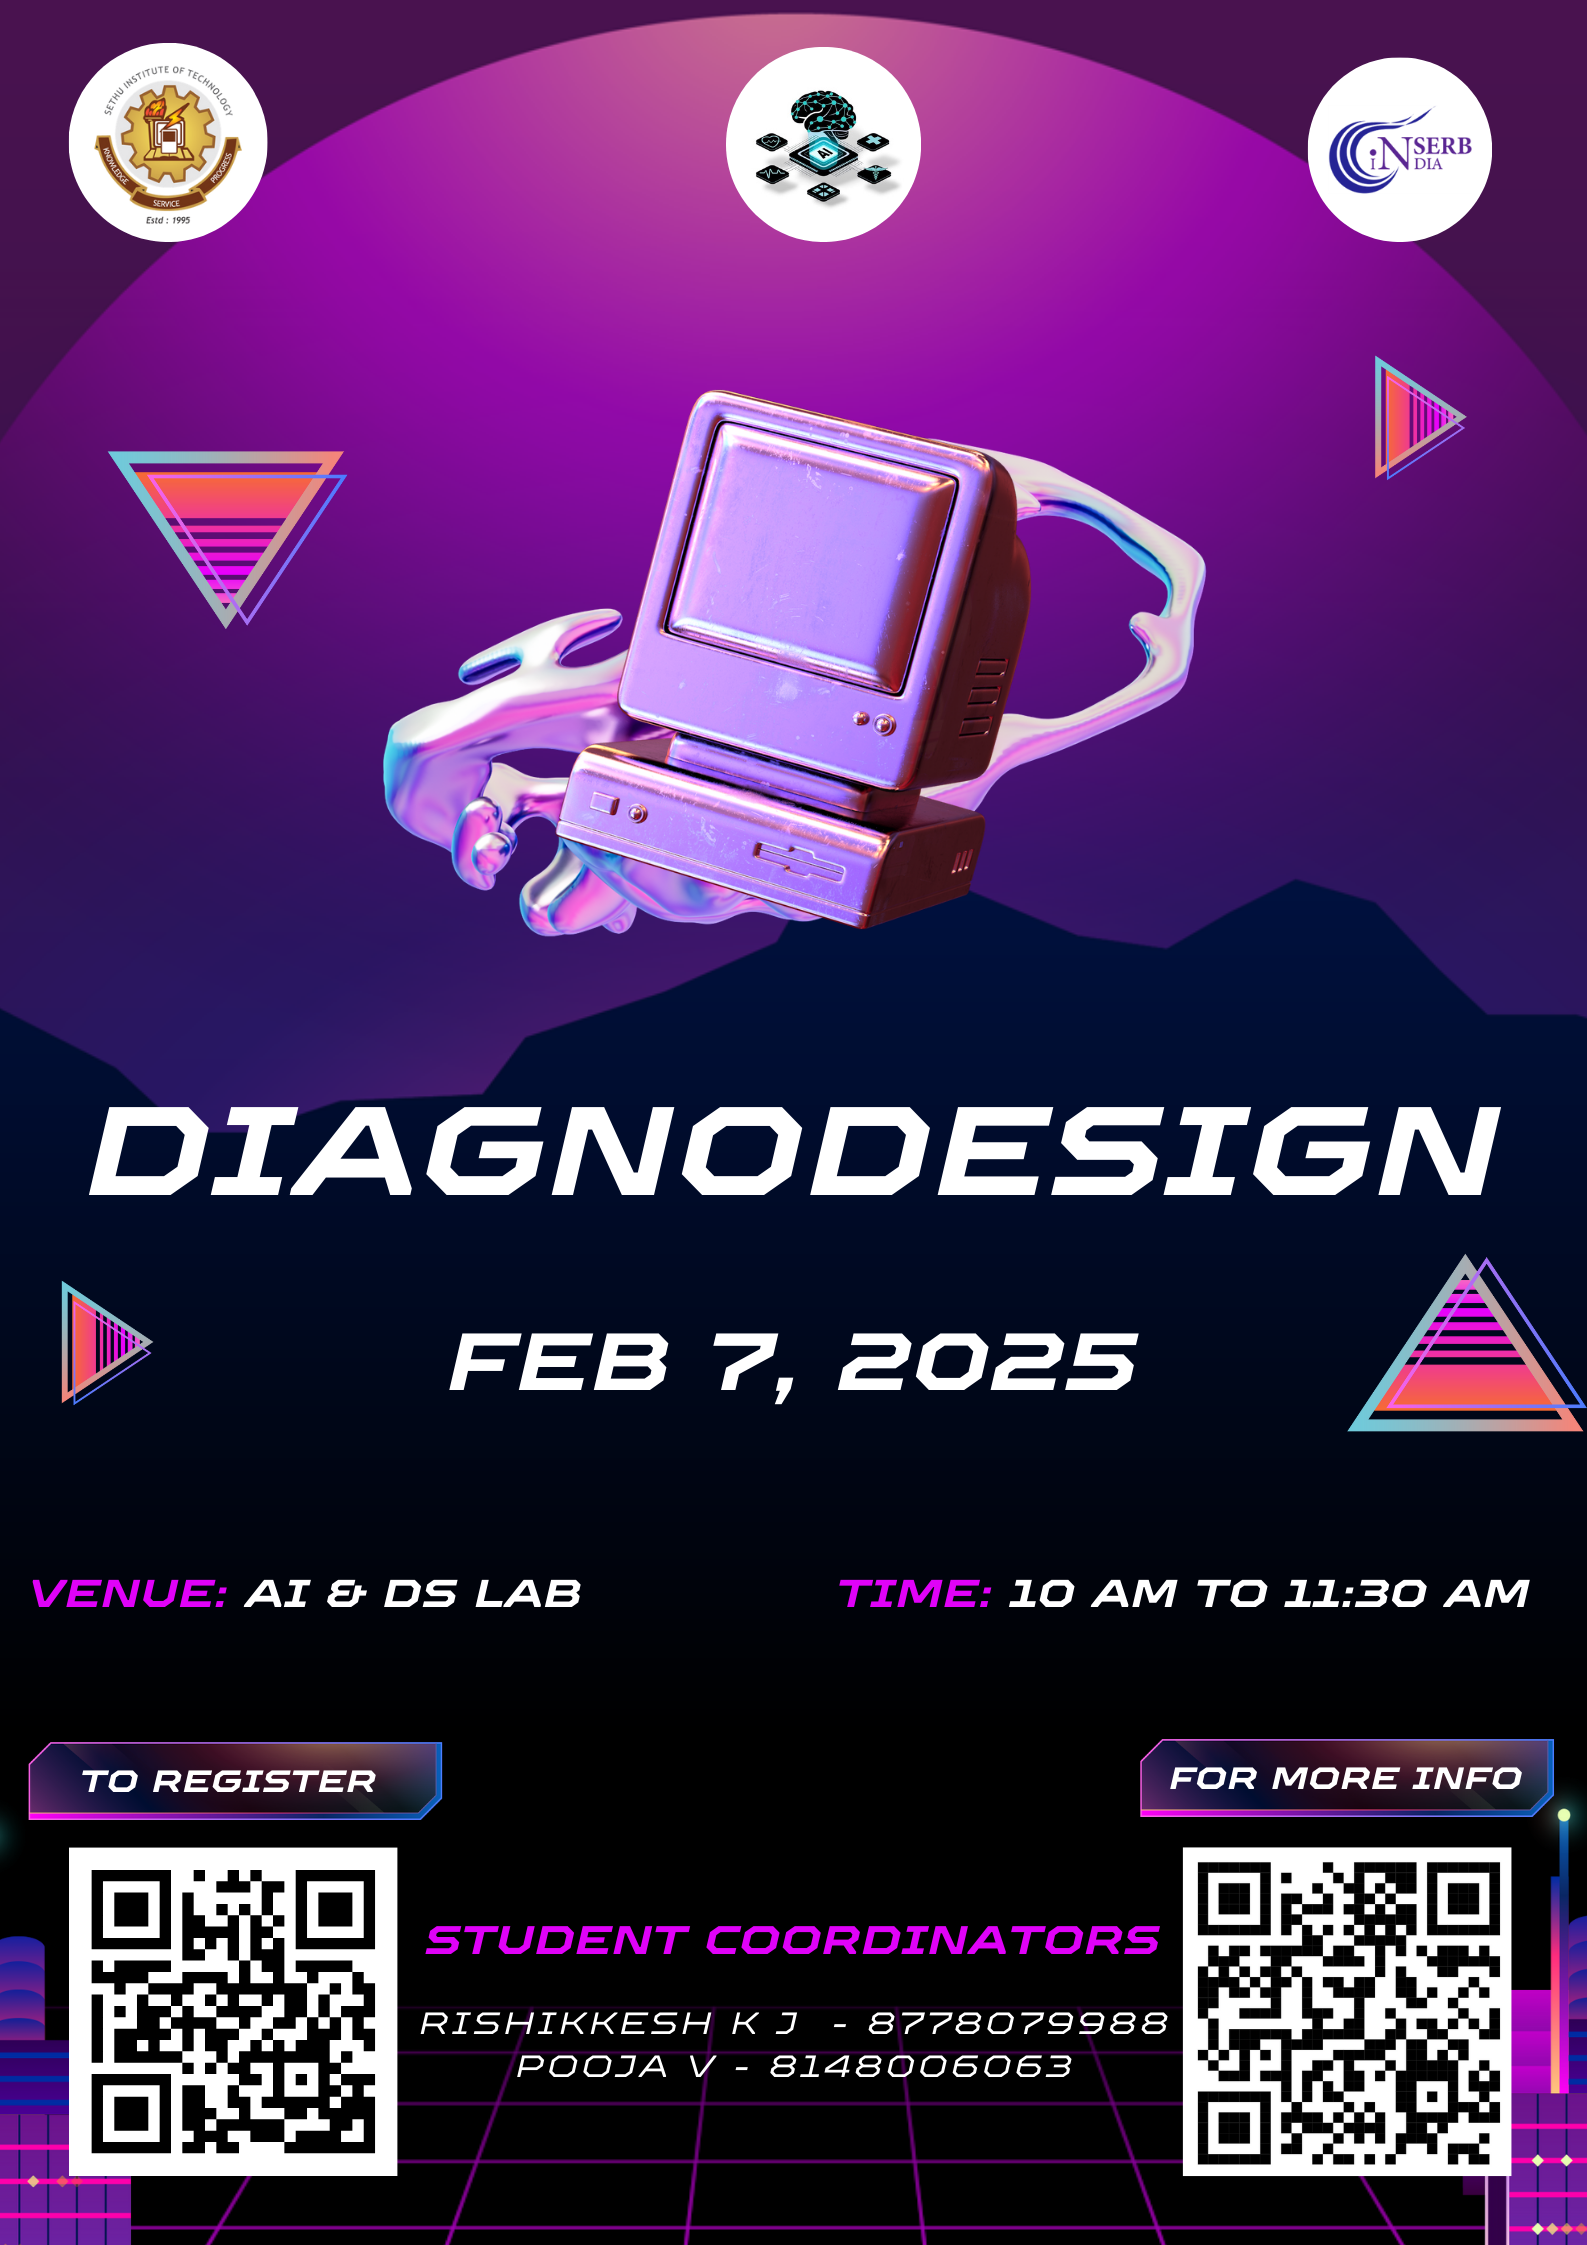 SETHU INSTITUTE OF TECHNOLOGY
KNOWLEDGE
SERVICE
PROGRESS
Estd : 1995
AI
iNSERB
DIA
DIAGNODESIGN
FEB 7, 2025
VENUE: AI & DS LAB
TIME: 10 AM TO 11:30 AM
TO REGISTER
FOR MORE INFO
STUDENT COORDINATORS
RISHIKKESH K J - 8778079988
POOJA V - 8148006063